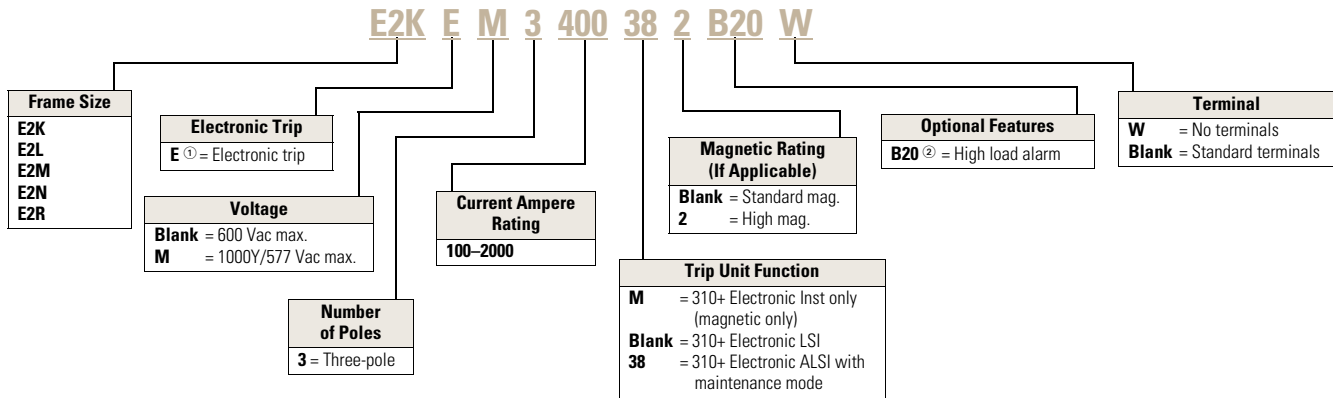 E2K E M 3 400 38 2 B20 W
Frame Size
E2K
E2L
E2M
E2N
E2R
Electronic Trip
E ① = Electronic trip
Voltage
Blank = 600 Vac max.
M = 1000Y/577 Vac max.
Number
of Poles
3 = Three-pole
Current Ampere
Rating
100–2000
Trip Unit Function
M = 310+ Electronic Inst only
(magnetic only)
Blank = 310+ Electronic LSI
38 = 310+ Electronic ALSI with
maintenance mode
Magnetic Rating
(If Applicable)
Blank = Standard mag.
2 = High mag.
Optional Features
B20 ② = High load alarm
Terminal
W = No terminals
Blank = Standard terminals